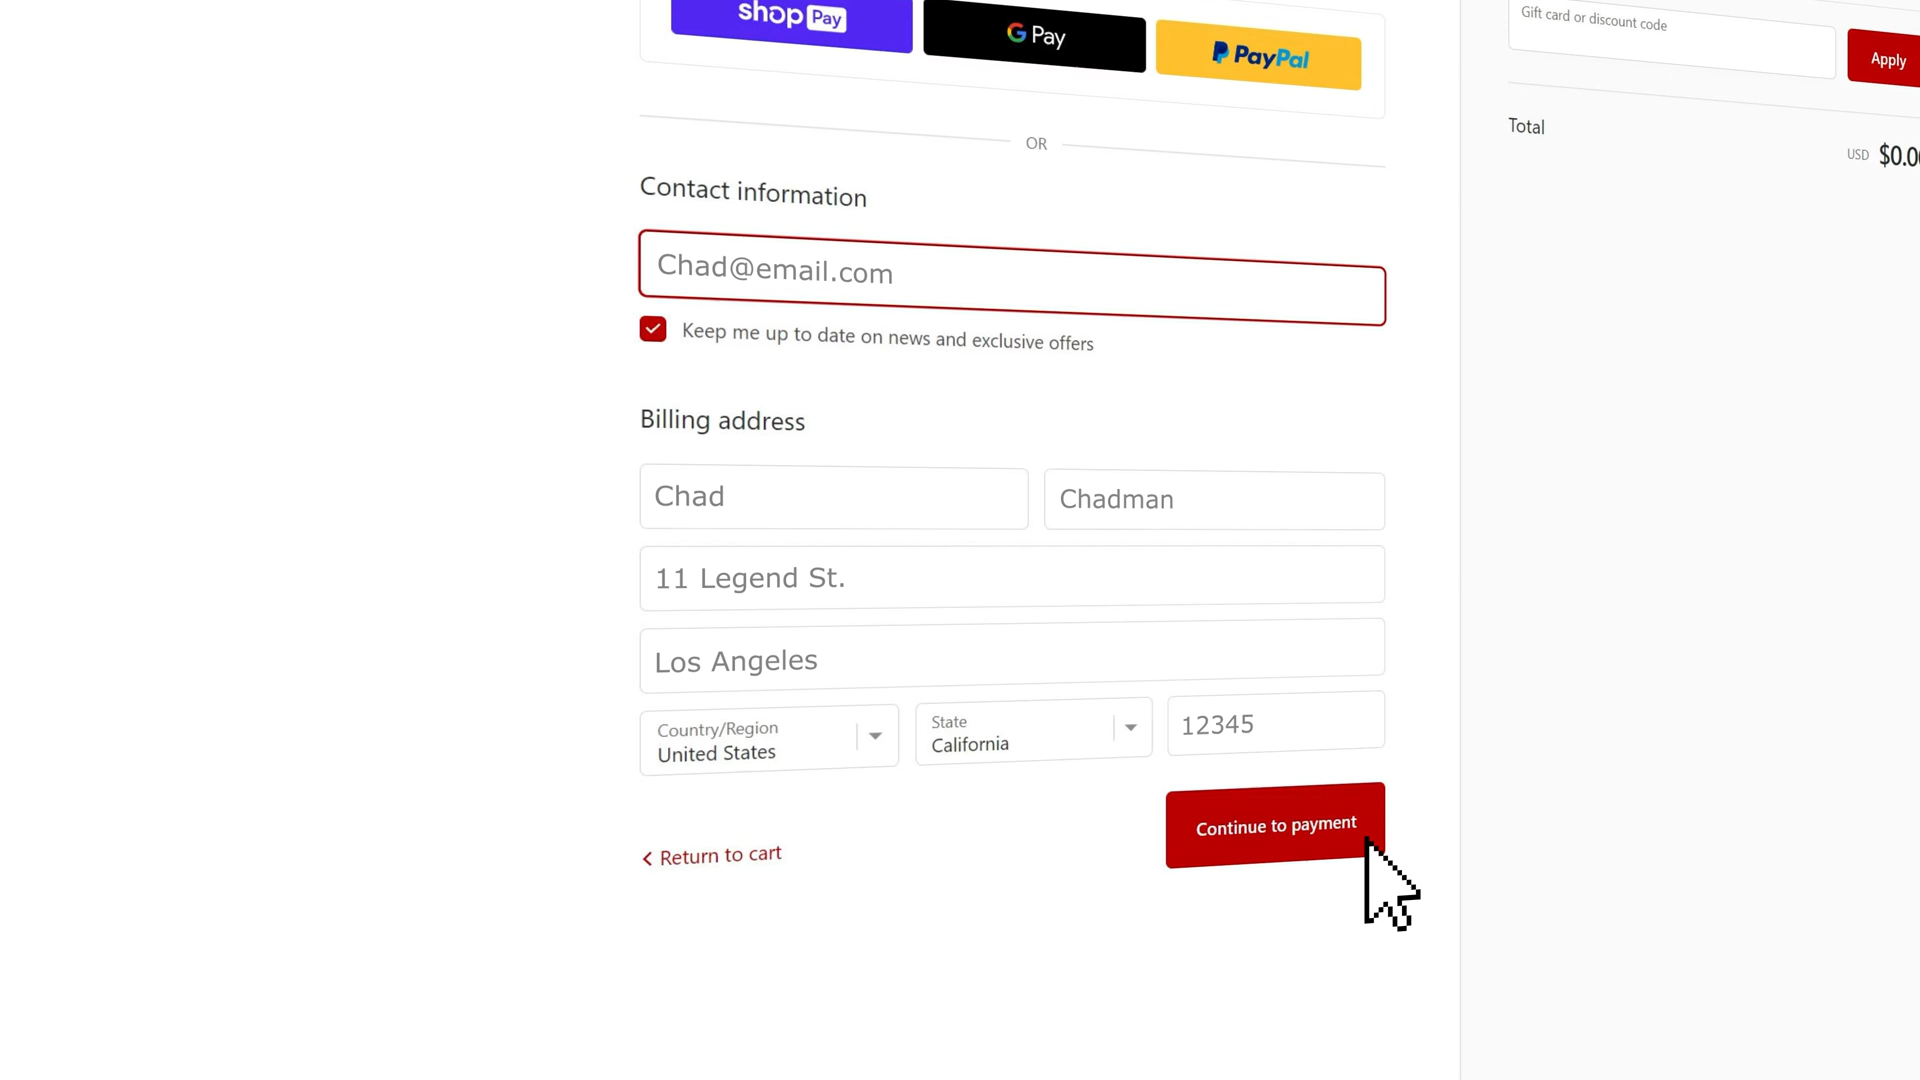 shop Pay
G Pay
PayPal
OR
Contact information
Chad@email.com
Keep me up to date on news and exclusive offers
Billing address
Chad
Chadman
11 Legend St.
Los Angeles
Country/Region
United States
State
California
12345
Return to cart
Continue to payment
Gift card or discount code
Apply
Total
USD $0.0